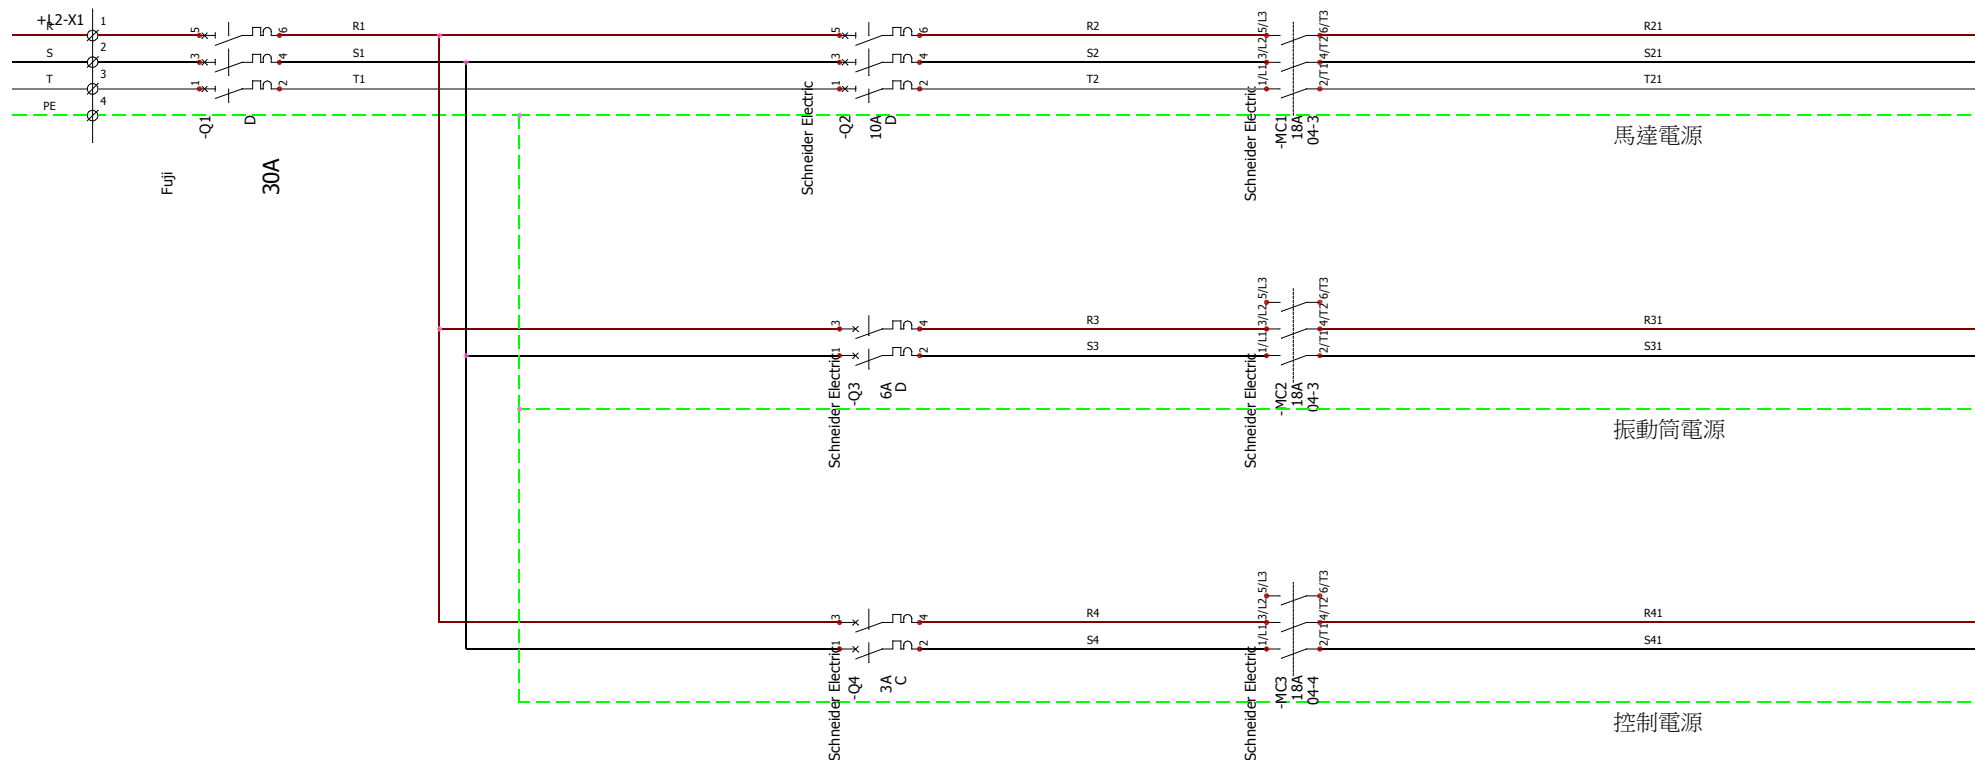 +L2-X1
R
1
5
6
R1
5
6
R2
5/L3
6/T3
R21
S
2
3
4
S1
3
4
S2
3/L2
4/T2
S21
T
3
1
2
T1
1
2
T2
1/L1
2/T1
T21
PE
4
-Q1
D
Fuji
30A
Schneider Electric
-Q2
10A
D
Schneider Electric
-MC1
18A
04-3
馬達電源
5/L3
6/T3
3
4
R3
3/L2
4/T2
R31
1
2
S3
1/L1
2/T1
S31
Schneider Electric
-Q3
6A
D
Schneider Electric
-MC2
18A
04-3
振動筒電源
5/L3
6/T3
3
4
R4
3/L2
4/T2
R41
1
2
S4
1/L1
2/T1
S41
Schneider Electric
-Q4
3A
C
Schneider Electric
-MC3
18A
04-4
控制電源